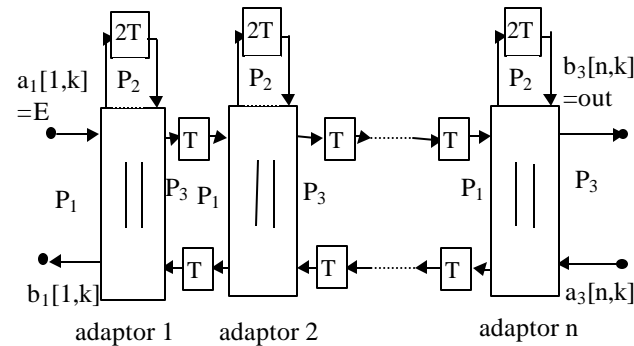 2T 2T 2T
P₂ P₂ P₂ b₃[n,k]
a₁[1,k] =out
=E
T T T
P₁ P₃ P₁ P₃ P₁ P₃
T T T
b₁[1,k] a₃[n,k]
adaptor 1 adaptor 2 adaptor n